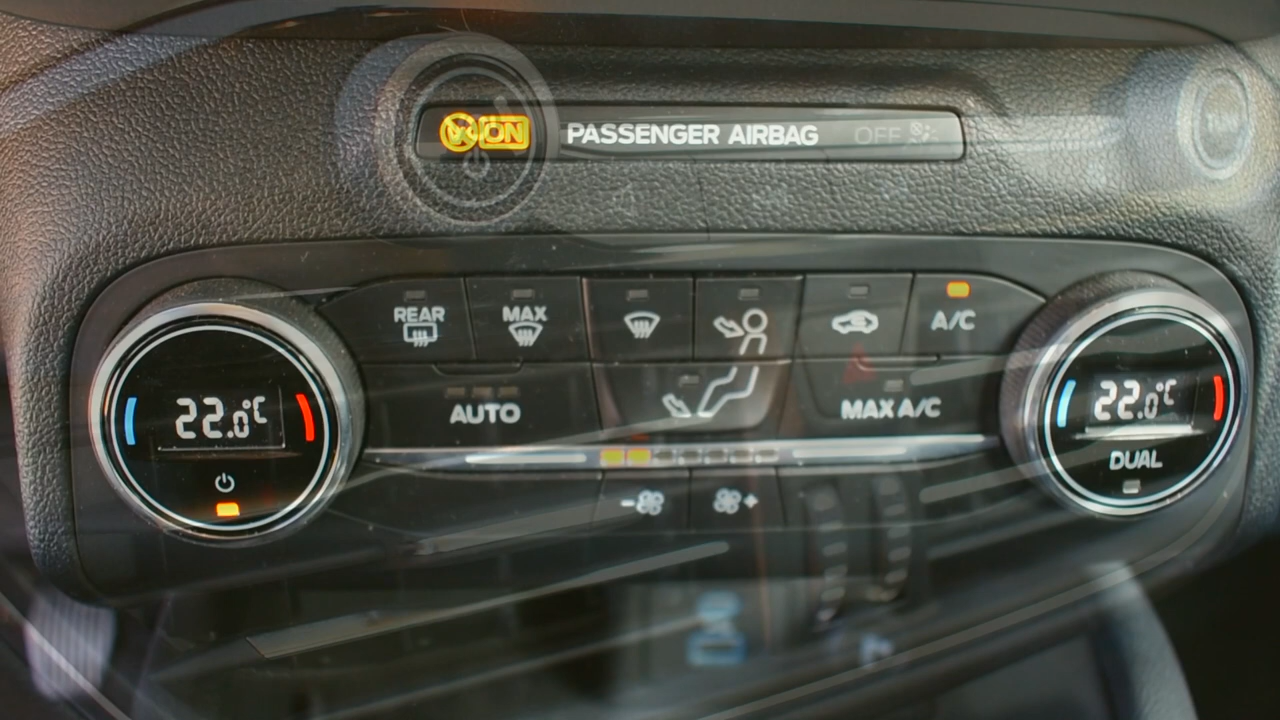 ON PASSENGER AIRBAG OFF
REAR MAX A/C
AUTO MAX A/C
22.0°C 22.0°C
DUAL
- +